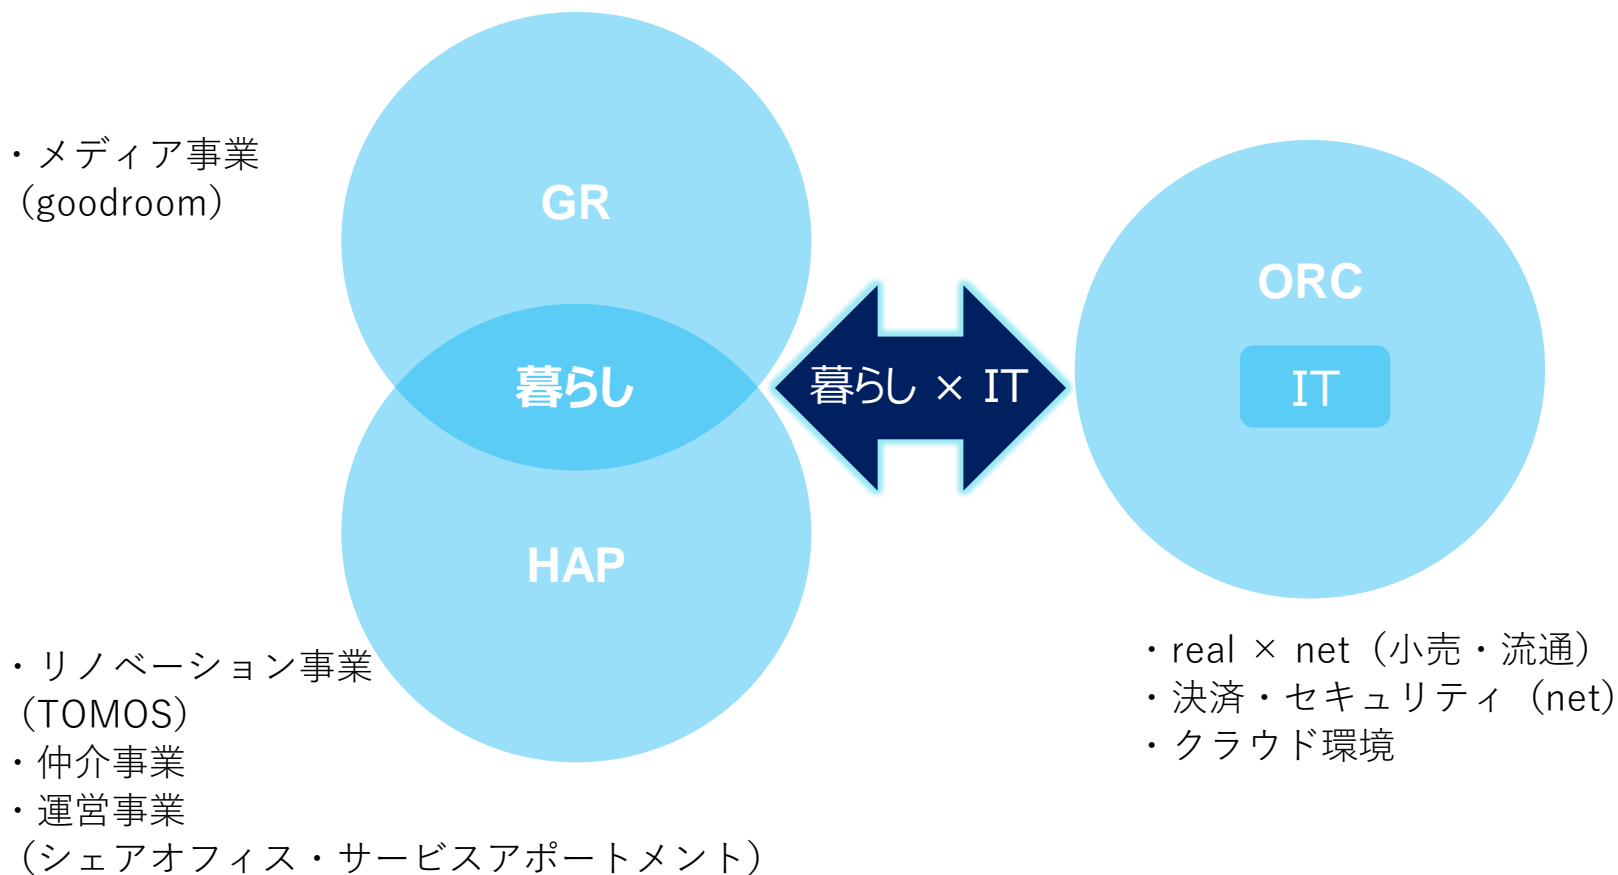 ・メディア事業
（goodroom）
GR
暮らし
HAP
・リノベーション事業
（TOMOS）
・仲介事業
・運営事業
（シェアオフィス・サービスアポートメント）
暮らし × IT
ORC
IT
・real × net（小売・流通）
・決済・セキュリティ（net）
・クラウド環境